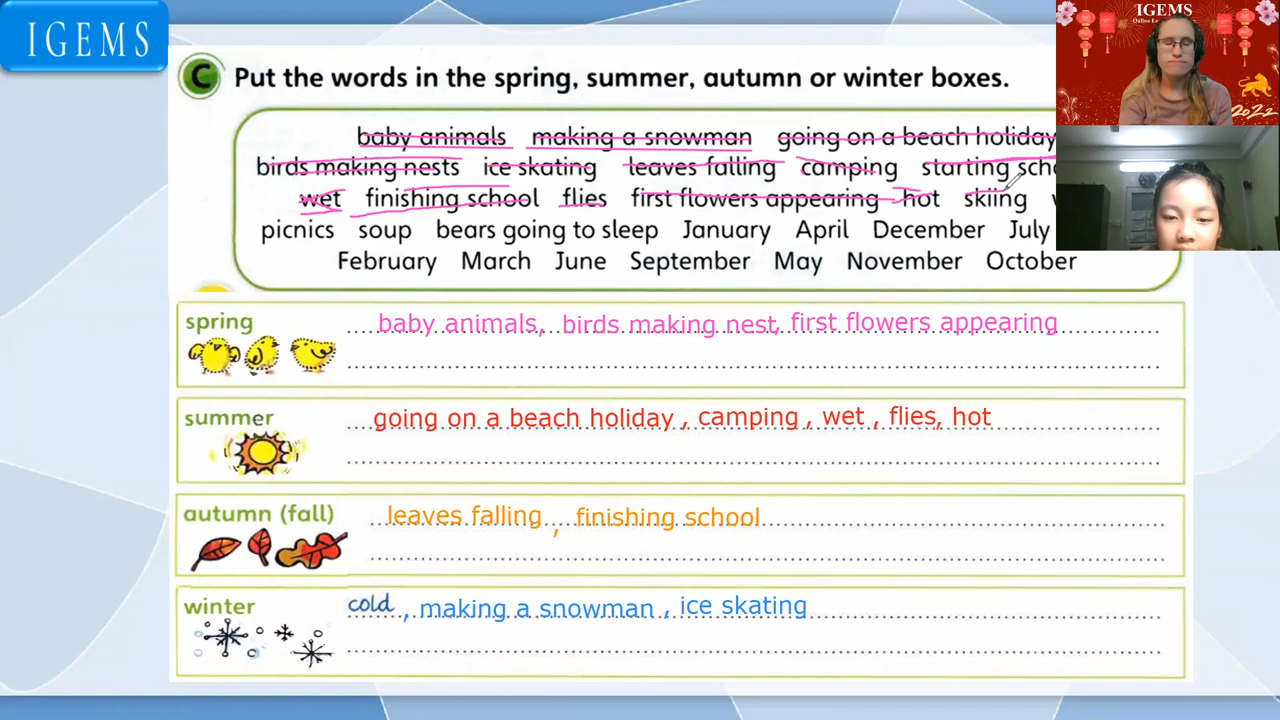 IGEMS
IGEMS
C Put the words in the spring, summer, autumn or winter boxes.
baby animals making a snowman going on a beach holiday
birds making nests ice skating leaves falling camping starting
wet finishing school flies first flowers appearing hot skiing
picnics soup bears going to sleep January April December July
February March June September May November October
2022
spring baby animals, birds making nest, first flowers appearing
summer going on a beach holiday, camping, wet, flies, hot
autumn (fall) leaves falling, finishing school
winter cold, making a snowman, ice skating